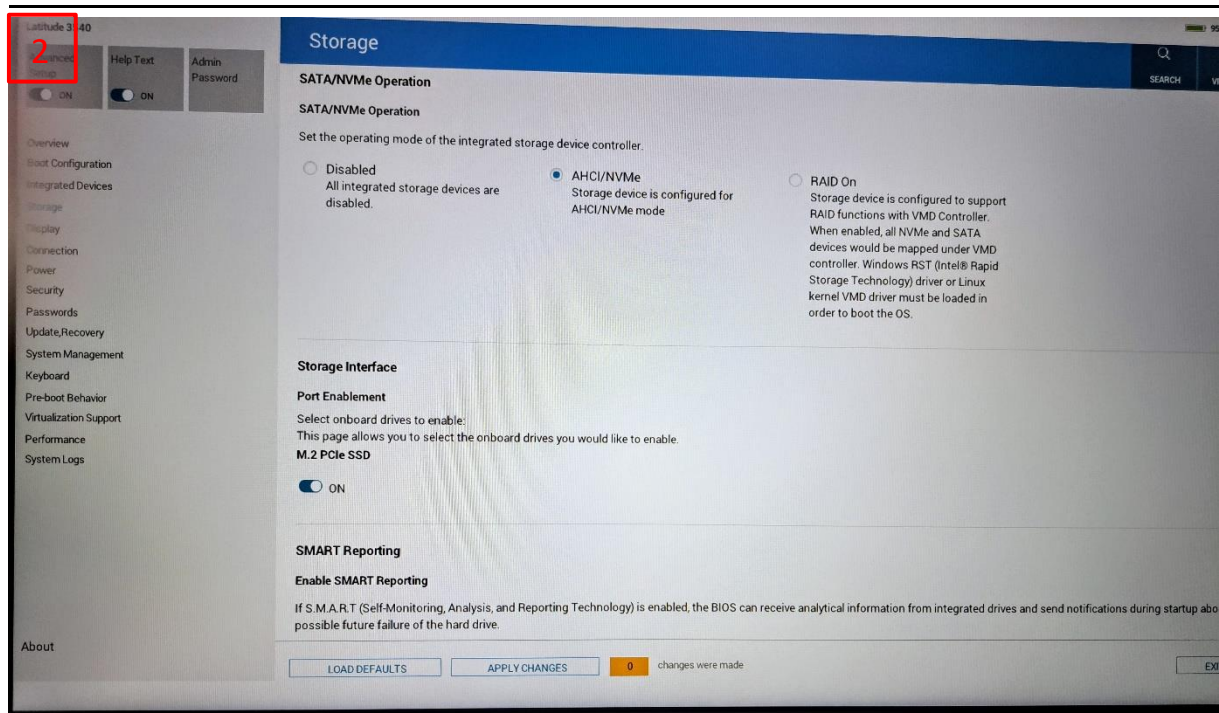 Latitude 3540
2
Advanced Setup
ON
Help Text
ON
Admin Password
Overview
Boot Configuration
Integrated Devices
Storage
Display
Connection
Power
Security
Passwords
Update,Recovery
System Management
Keyboard
Pre-boot Behavior
Virtualization Support
Performance
System Logs
About
Storage
SEARCH
SATA/NVMe Operation
SATA/NVMe Operation
Set the operating mode of the integrated storage device controller.
Disabled
All integrated storage devices are
disabled.
AHCI/NVMe
Storage device is configured for
AHCI/NVMe mode
RAID On
Storage device is configured to support
RAID functions with VMD Controller.
When enabled, all NVMe and SATA
devices would be mapped under VMD
controller. Windows RST (Intel® Rapid
Storage Technology) driver or Linux
kernel VMD driver must be loaded in
order to boot the OS.
Storage Interface
Port Enablement
Select onboard drives to enable:
This page allows you to select the onboard drives you would like to enable.
M.2 PCIe SSD
ON
SMART Reporting
Enable SMART Reporting
If S.M.A.R.T (Self-Monitoring, Analysis, and Reporting Technology) is enabled, the BIOS can receive analytical information from integrated drives and send notifications during startup abo
possible future failure of the hard drive.
LOAD DEFAULTS
APPLY CHANGES
0
changes were made